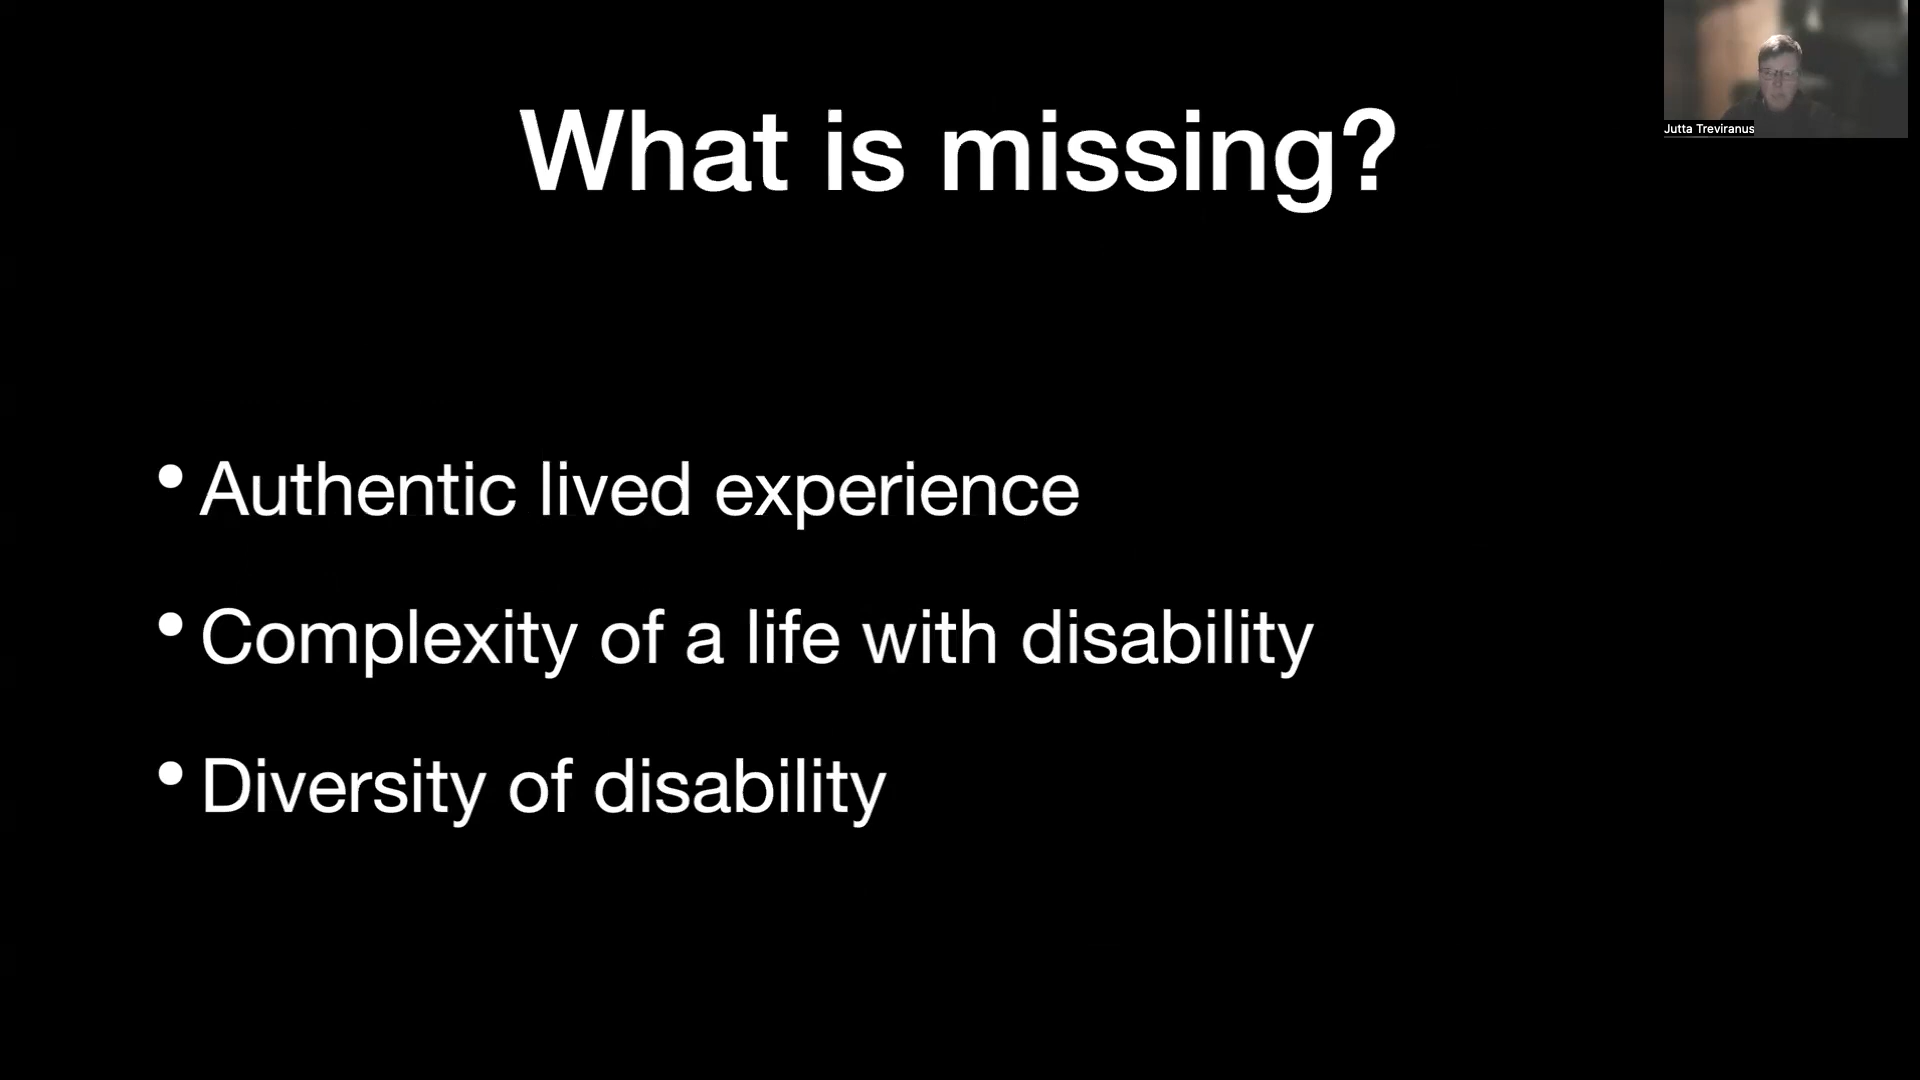 What is missing?
Jutta Treviranus
• Authentic lived experience
• Complexity of a life with disability
• Diversity of disability